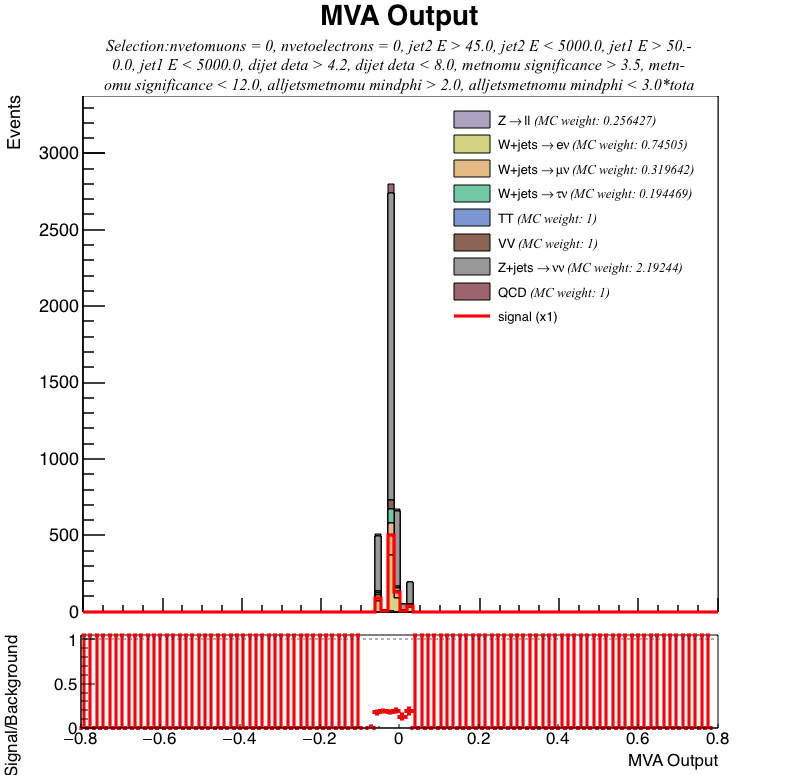 MVA Output
Selection:nvetomuons = 0, nvetoelectrons = 0, jet2 E > 45.0, jet2 E < 5000.0, jet1 E > 50.-
0.0, jet1 E < 5000.0, dijet deta > 4.2, dijet deta < 8.0, metnomu significance > 3.5, metn-
omu significance < 12.0, alljetsmetnomu mindphi > 2.0, alljetsmetnomu mindphi < 3.0*tota
Events
3000
2500
2000
1500
1000
500
0
Z→ll (MC weight: 0.256427)
W+jets→eν (MC weight: 0.74505)
W+jets→μν (MC weight: 0.319642)
W+jets→τν (MC weight: 0.194469)
TT (MC weight: 1)
VV (MC weight: 1)
Z+jets→νν (MC weight: 2.19244)
QCD (MC weight: 1)
signal (x1)
Signal/Background
1
0.5
0
−0.8 −0.6 −0.4 −0.2 0 0.2 0.4 0.6 0.8
MVA Output